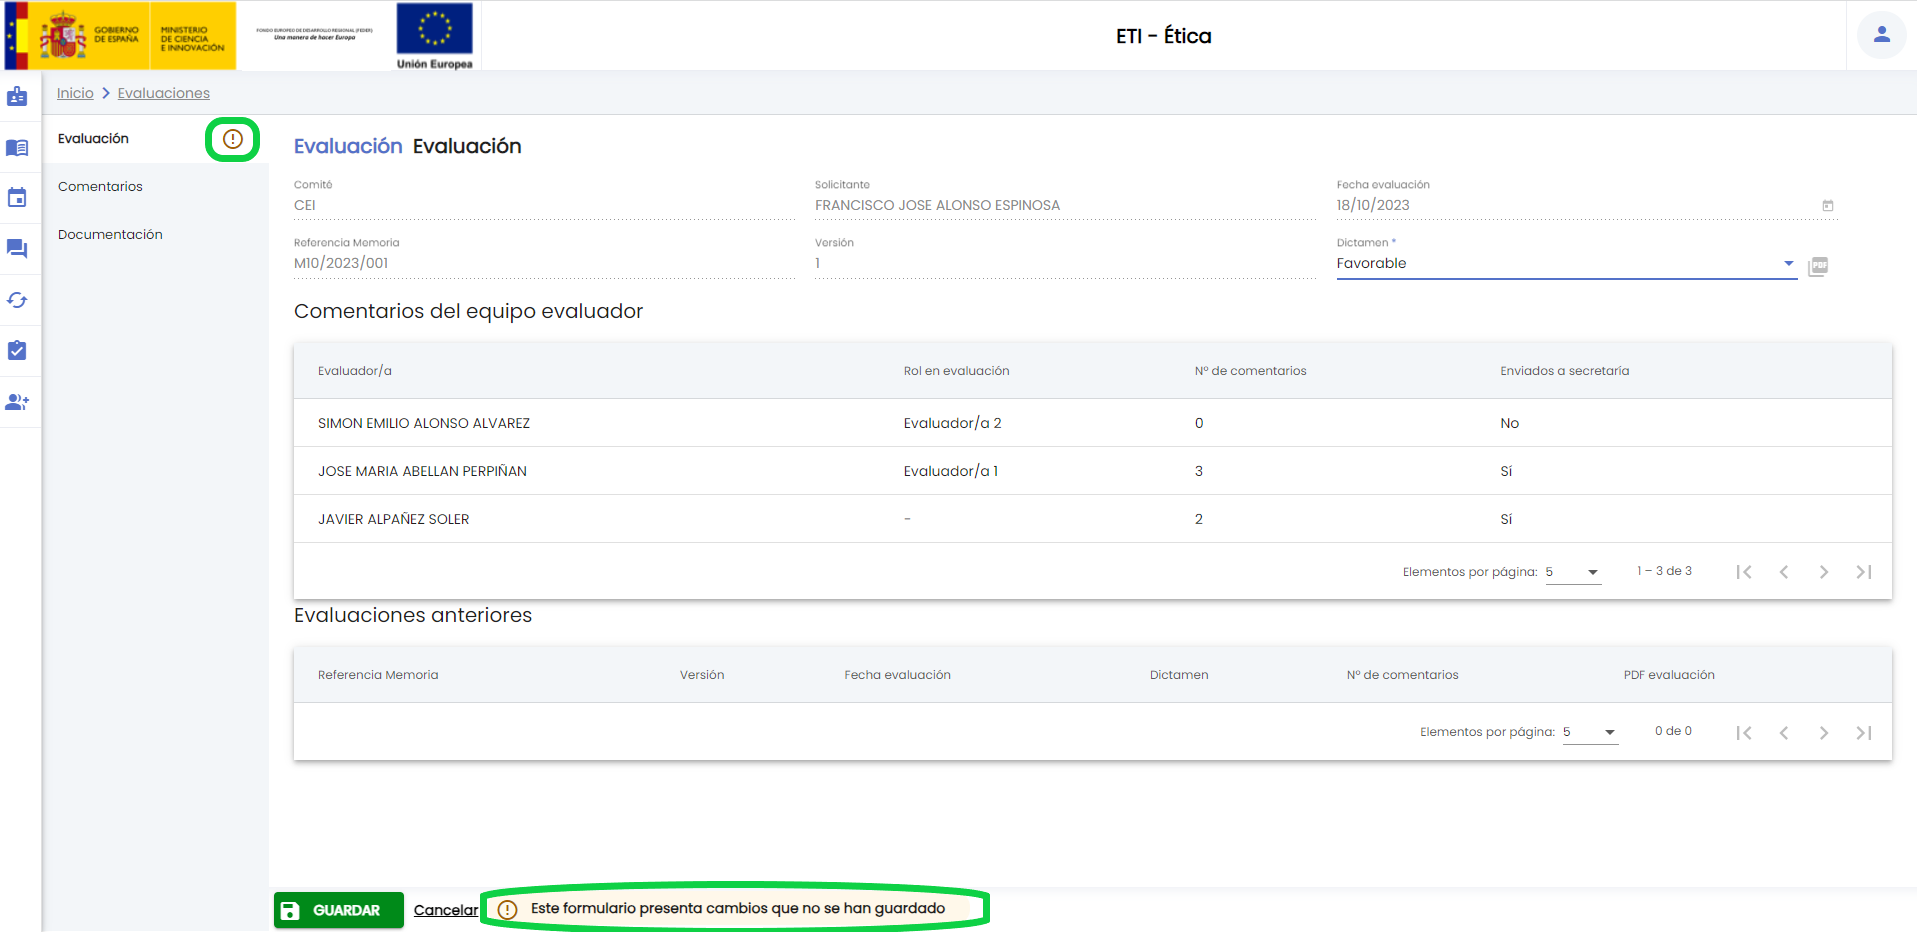 GOBIERNO
DE ESPAÑA
MINISTERIO
DE CIENCIA
E INNOVACIÓN
FONDO EUROPEO DE DESARROLLO REGIONAL (FEDER)
Una manera de hacer Europa
Unión Europea
ETI - Ética
Inicio
Evaluaciones
Evaluación
Comentarios
Documentación
Evaluación Evaluación
Comité
CEI
Solicitante
FRANCISCO JOSE ALONSO ESPINOSA
Fecha evaluación
18/10/2023
Referencia Memoria
M10/2023/001
Versión
1
Dictamen *
Favorable
PDF
Comentarios del equipo evaluador
Evaluador/a Rol en evaluación Nº de comentarios Enviados a secretaría
SIMON EMILIO ALONSO ALVAREZ Evaluador/a 2 0 No
JOSE MARIA ABELLAN PERPIÑAN Evaluador/a 1 3 Sí
JAVIER ALPAÑEZ SOLER - 2 Sí
Elementos por página: 5 1 – 3 de 3
Evaluaciones anteriores
Referencia Memoria Versión Fecha evaluación Dictamen Nº de comentarios PDF evaluación
Elementos por página: 5 0 de 0
GUARDAR Cancelar Este formulario presenta cambios que no se han guardado